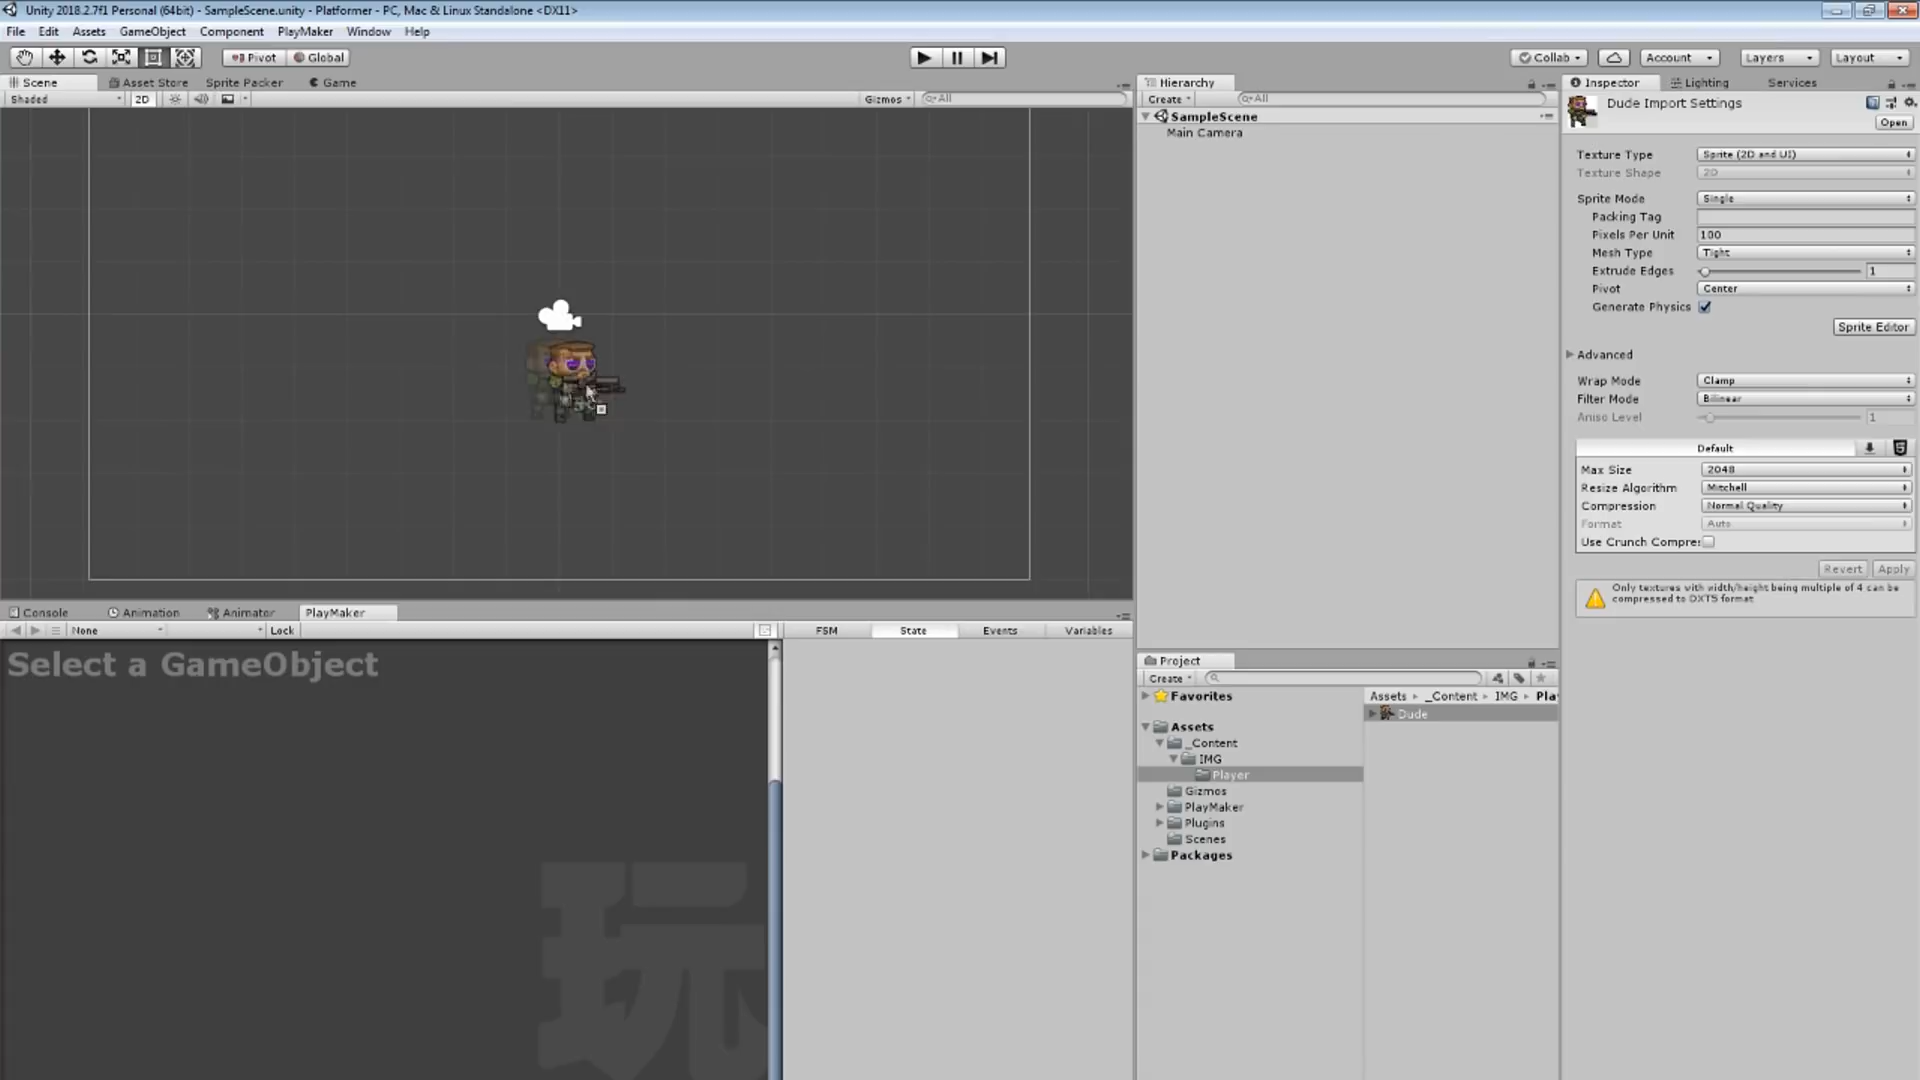 Unity 2018.2.7f1 Personal (64bit) - SampleScene.unity - Platformer - PC, Mac & Linux Standalone <DX11>
File Edit Assets GameObject Component PlayMaker Window Help
Pivot Global Collab Account Layers Layout
Scene Asset Store Sprite Packer Game
Shaded 2D Gizmos All
Hierarchy
Create All
SampleScene
Main Camera
Inspector Lighting Services
Dude Import Settings
Open
Texture Type Sprite (2D and UI)
Texture Shape 2D
Sprite Mode Single
Packing Tag
Pixels Per Unit 100
Mesh Type Tight
Extrude Edges 1
Pivot Center
Generate Physics
Sprite Editor
Advanced
Wrap Mode Clamp
Filter Mode Bilinear
Aniso Level 1
Default
Max Size 2048
Resize Algorithm Mitchell
Compression Normal Quality
Format Auto
Use Crunch Compre:
Revert Apply
Only textures with width/height being multiple of 4 can be
compressed to DXT5 format
Console Animation Animator PlayMaker
None Lock FSM State Events Variables
Select a GameObject
玩
Project
Create
Favorites
Assets
_Content
IMG
Player
Gizmos
PlayMaker
Plugins
Scenes
Packages
Assets _Content IMG Pla
Dude